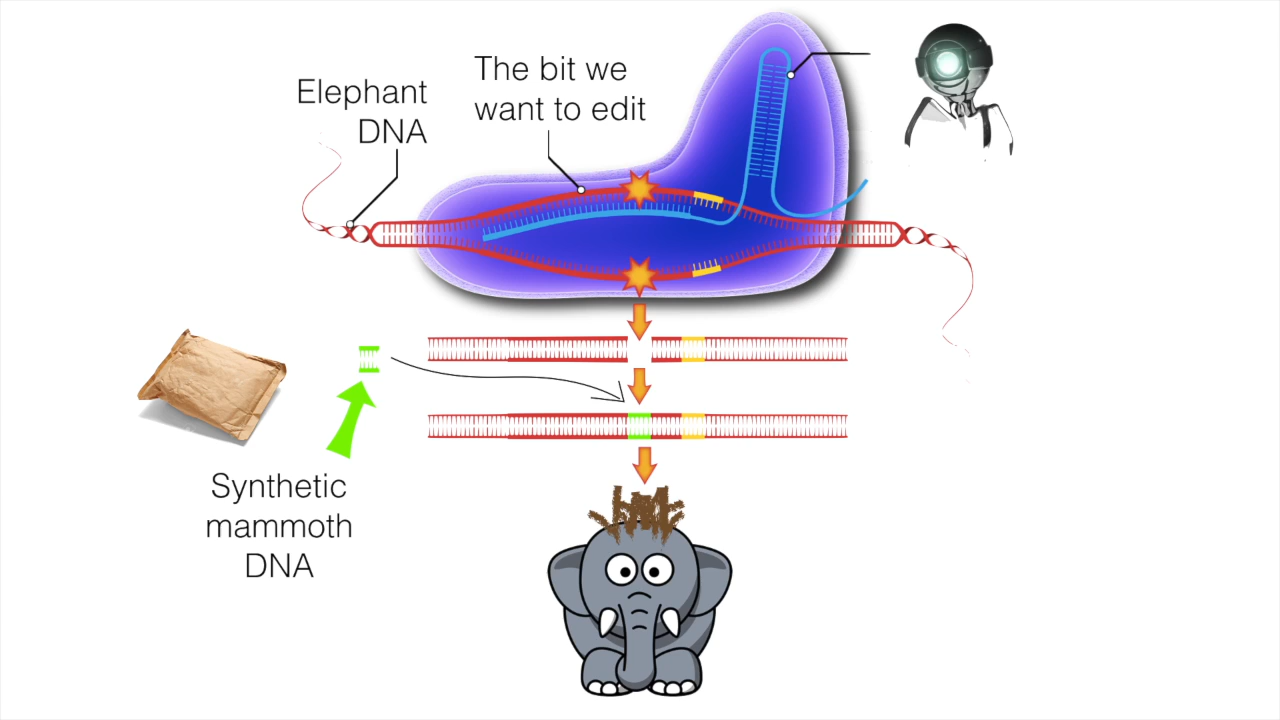 Elephant
DNA
The bit we
want to edit
Synthetic
mammoth
DNA